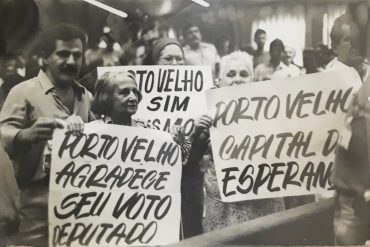 PORTO VELHO
SIM
PORTO VELHO
AGRADECE
SEU VOTO
DEPUTADO
PORTO VELHO
CAPITAL D
ESPERAN